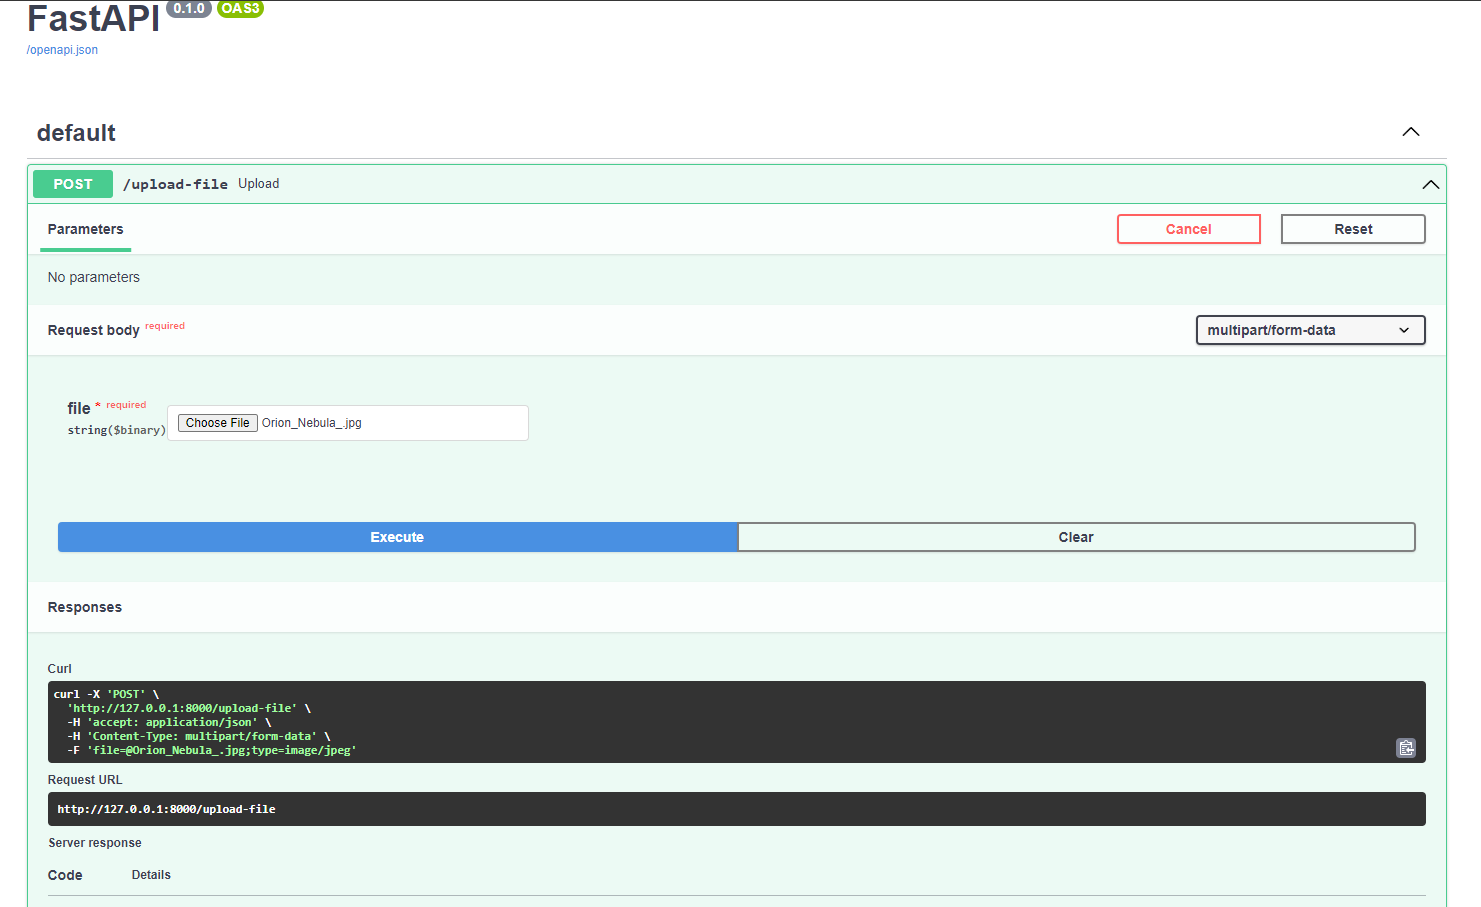 FastAPI 0.1.0 OAS3
/openapi.json
default
POST /upload-file Upload
Parameters
Cancel
Reset
No parameters
Request body required
multipart/form-data
file * required
string($binary)
Choose File Orion_Nebula_.jpg
Execute
Clear
Responses
Curl
curl -X 'POST' \
'http://127.0.0.1:8000/upload-file' \
-H 'accept: application/json' \
-H 'Content-Type: multipart/form-data' \
-F 'file=@Orion_Nebula_.jpg;type=image/jpeg'
Request URL
http://127.0.0.1:8000/upload-file
Server response
Code Details